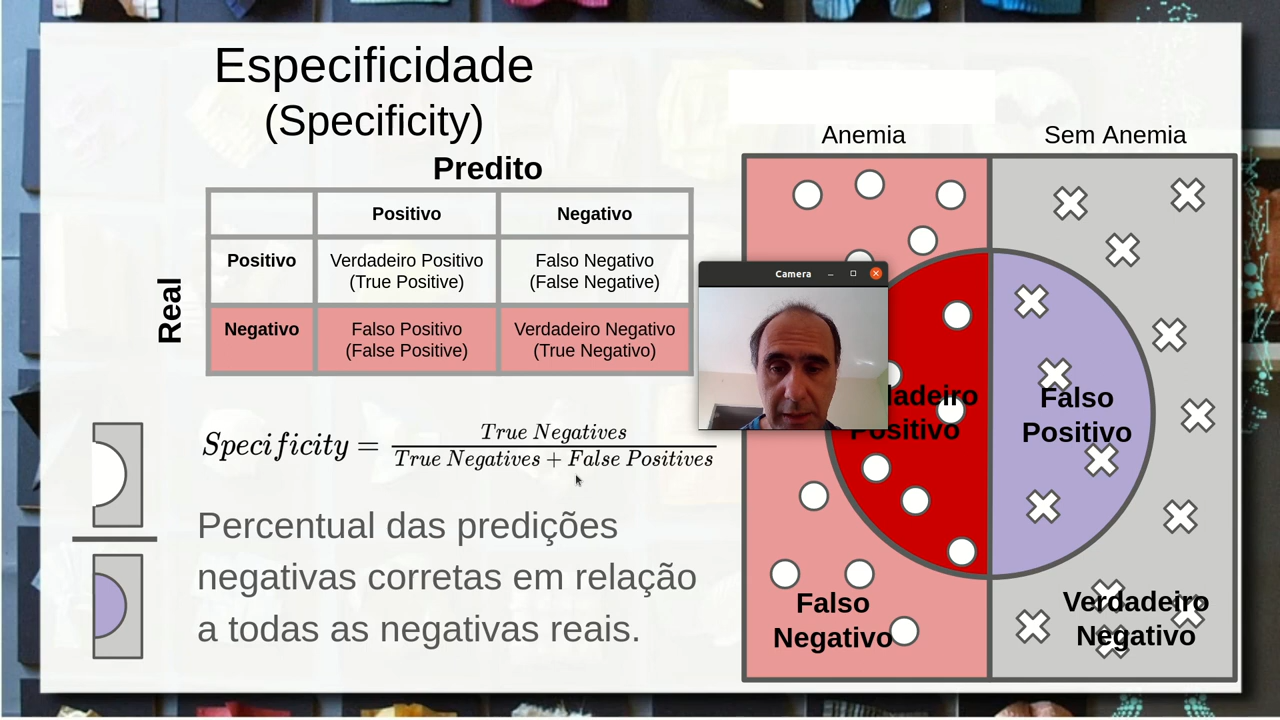 Especificidade
(Specificity)
Predito
Real
Positivo
Negativo
Positivo
Verdadeiro Positivo
(True Positive)
Falso Negativo
(False Negative)
Negativo
Falso Positivo
(False Positive)
Verdadeiro Negativo
(True Negative)
Specificity = True Negatives / True Negatives + False Positives
Percentual das predições
negativas corretas em relação
a todas as negativas reais.
Anemia
Sem Anemia
Camera
Positivo
Falso
Positivo
Falso
Negativo
Verdadeiro
Negativo